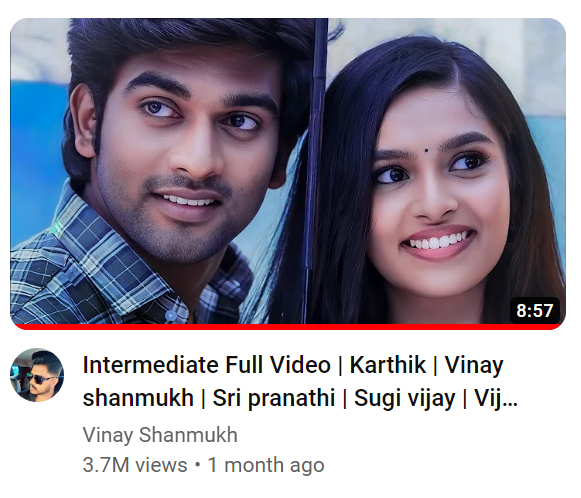 8:57
Intermediate Full Video | Karthik | Vinay
shanmukh | Sri pranathi | Sugi vijay | Vij...
Vinay Shanmukh
3.7M views • 1 month ago